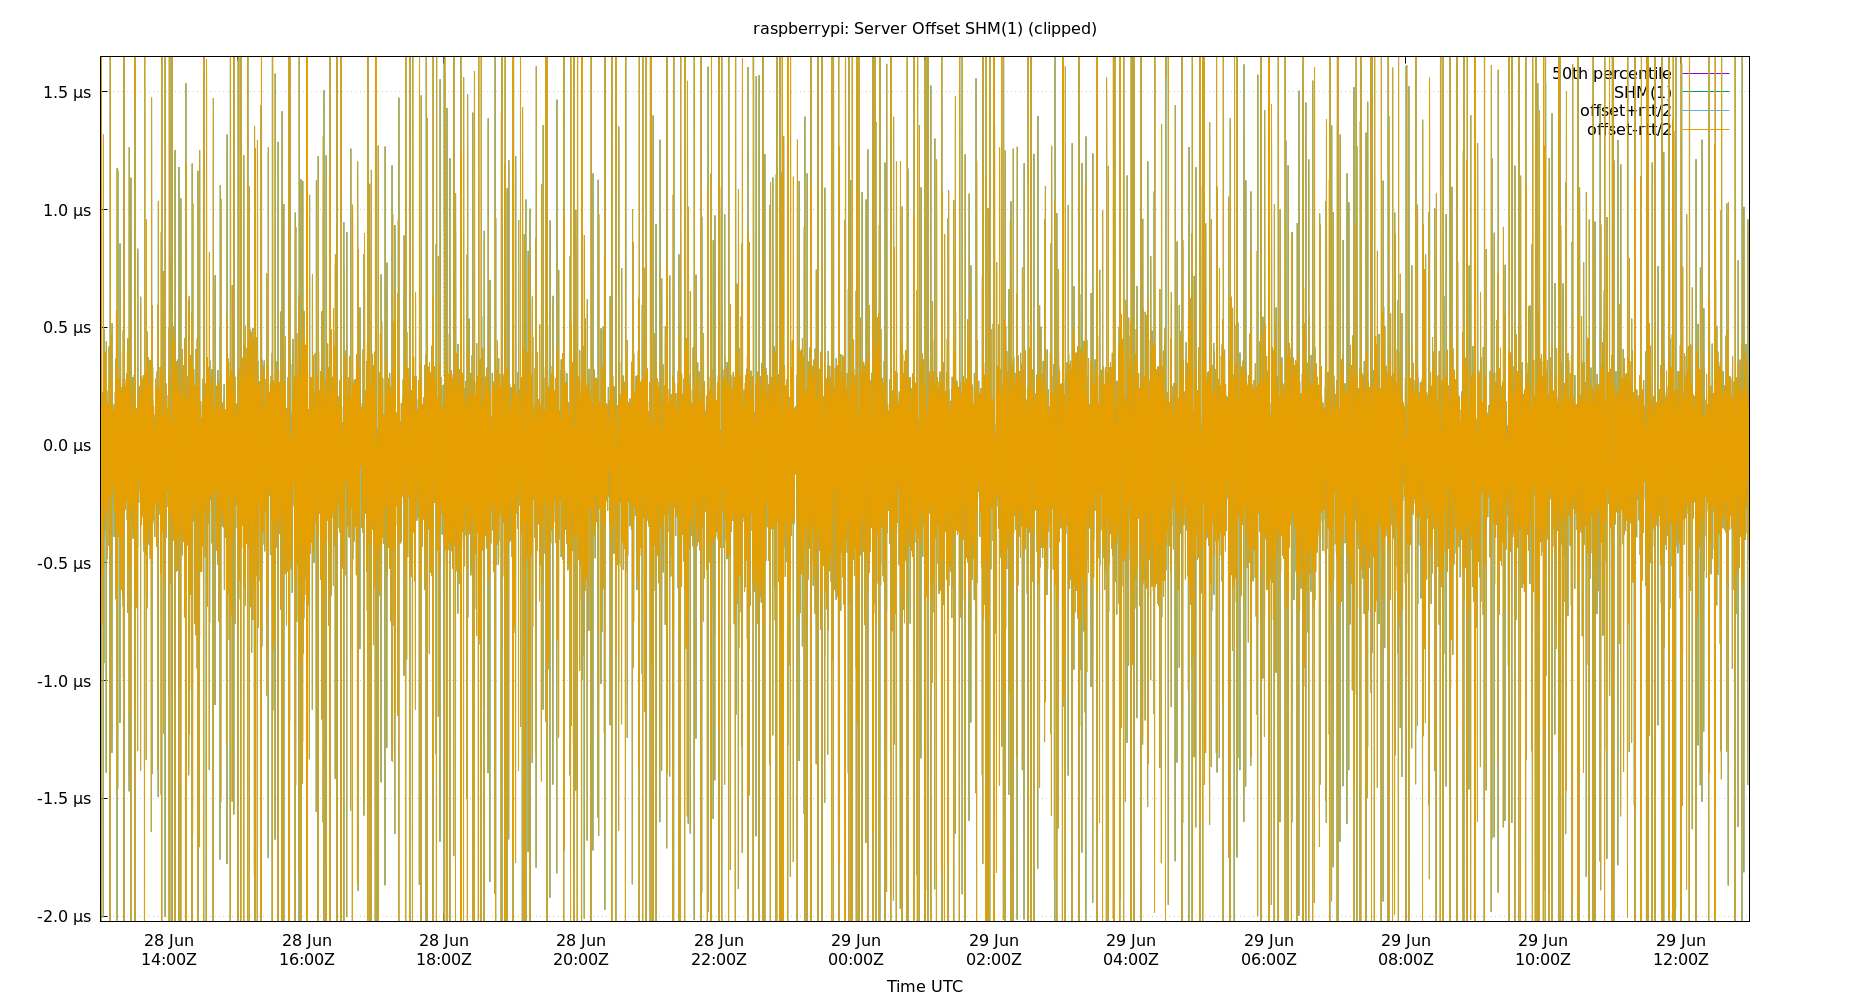 raspberrypi: Server Offset SHM(1) (clipped)
50th percentile
SHM(1)
offset+rtt/2
offset-rtt/2
1.5 µs
1.0 µs
0.5 µs
0.0 µs
-0.5 µs
-1.0 µs
-1.5 µs
-2.0 µs
28 Jun 28 Jun 28 Jun 28 Jun 28 Jun 29 Jun 29 Jun 29 Jun 29 Jun 29 Jun 29 Jun 29 Jun
14:00Z 16:00Z 18:00Z 20:00Z 22:00Z 00:00Z 02:00Z 04:00Z 06:00Z 08:00Z 10:00Z 12:00Z
Time UTC